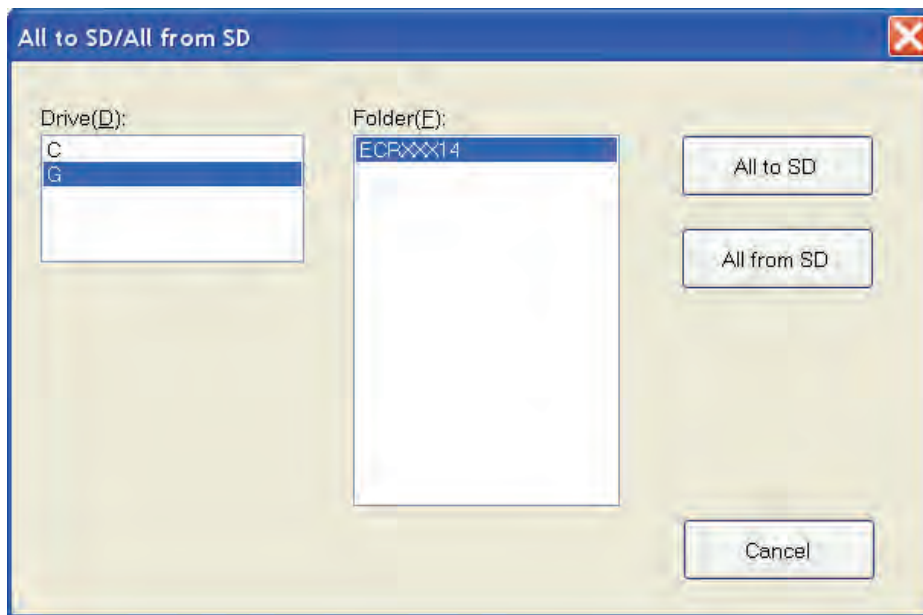 All to SD/All from SD
Drive(D):
C
G
Folder(F):
ECRXXX14
All to SD
All from SD
Cancel